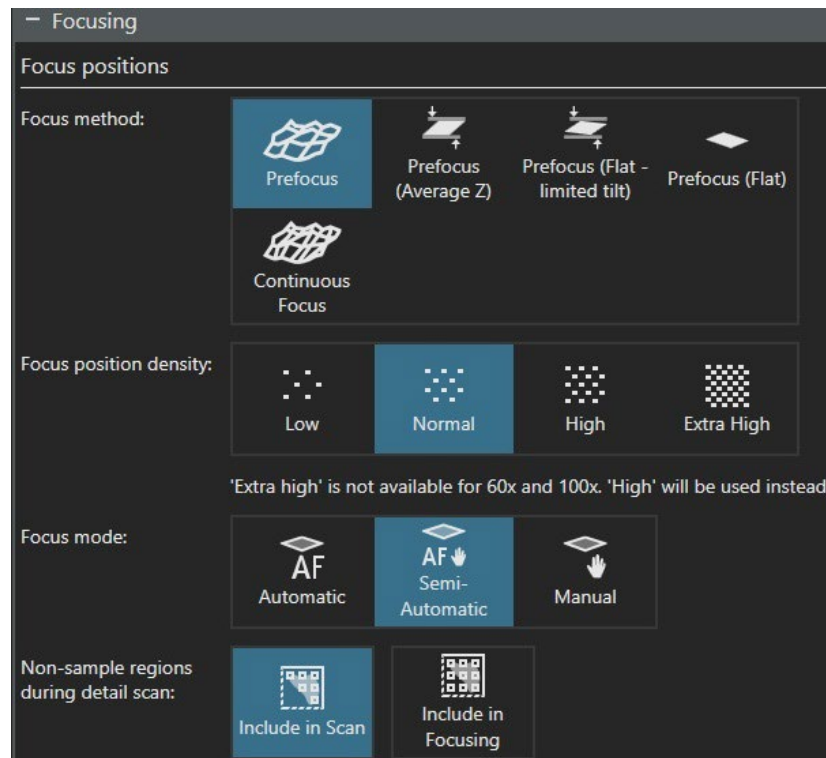 − Focusing
Focus positions
Focus method:
Prefocus
Prefocus
(Average Z)
Prefocus (Flat -
limited tilt)
Prefocus (Flat)
Continuous
Focus
Focus position density:
Low
Normal
High
Extra High
'Extra high' is not available for 60x and 100x. 'High' will be used instead
Focus mode:
AF
Automatic
AF
Semi-
Automatic
Manual
Non-sample regions
during detail scan:
Include in Scan
Include in
Focusing